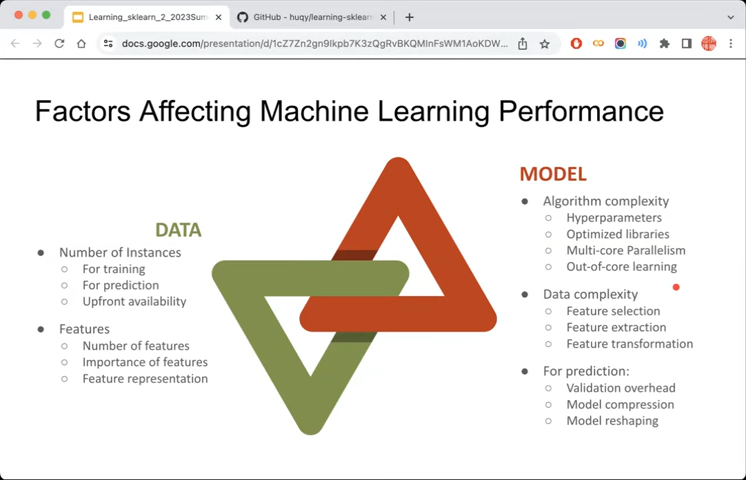 Learning_sklearn_2_2023Sum
GitHub - huqy/learning-sklearn
docs.google.com/presentation/d/1cZ7Zn2gn9Ikpb7K3zQgRvBKQMInFsWM1AoKDW...
Factors Affecting Machine Learning Performance
DATA
Number of Instances
For training
For prediction
Upfront availability
Features
Number of features
Importance of features
Feature representation
MODEL
Algorithm complexity
Hyperparameters
Optimized libraries
Multi-core Parallelism
Out-of-core learning
Data complexity
Feature selection
Feature extraction
Feature transformation
For prediction:
Validation overhead
Model compression
Model reshaping